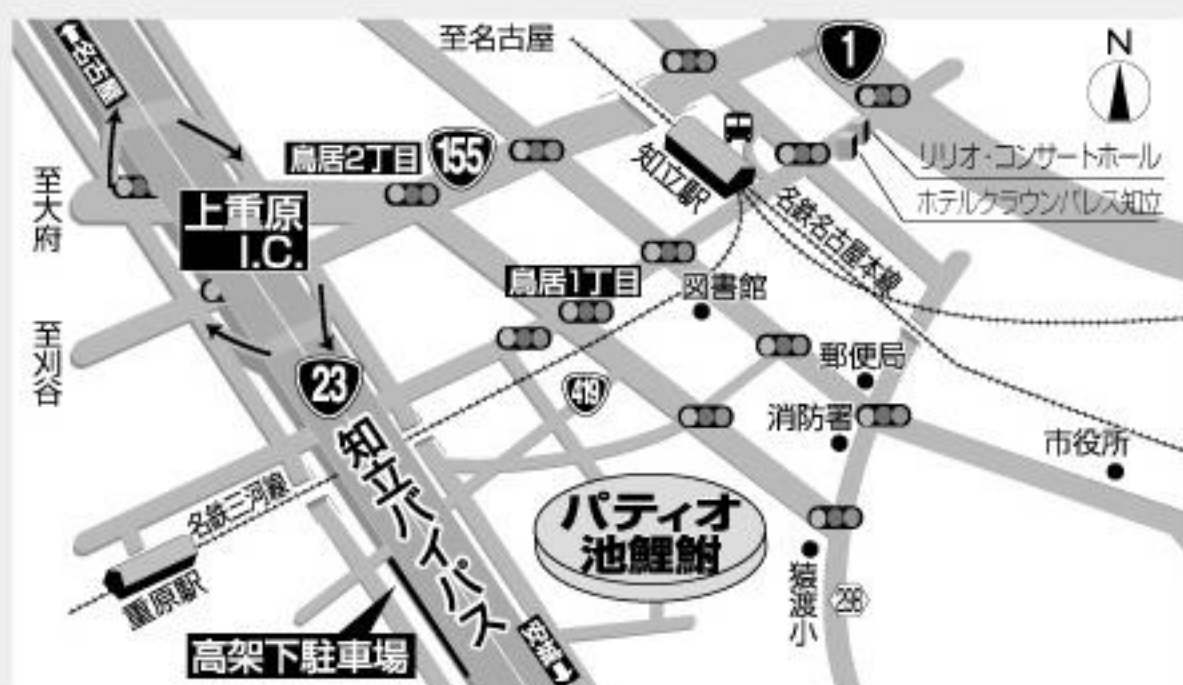 至名古屋
1
N
名古屋
鳥居2丁目
155
知立駅
リリオ・コンサートホール
ホテルクラウンパレス知立
至大府
上重原
I.C.
名鉄名古屋本線
鳥居1丁目
図書館
至刈谷
23
419
郵便局
消防署
市役所
知立バイパス
名鉄三河線
パティオ
池鯉鮒
重原駅
猿渡小
298
高架下駐車場
安城